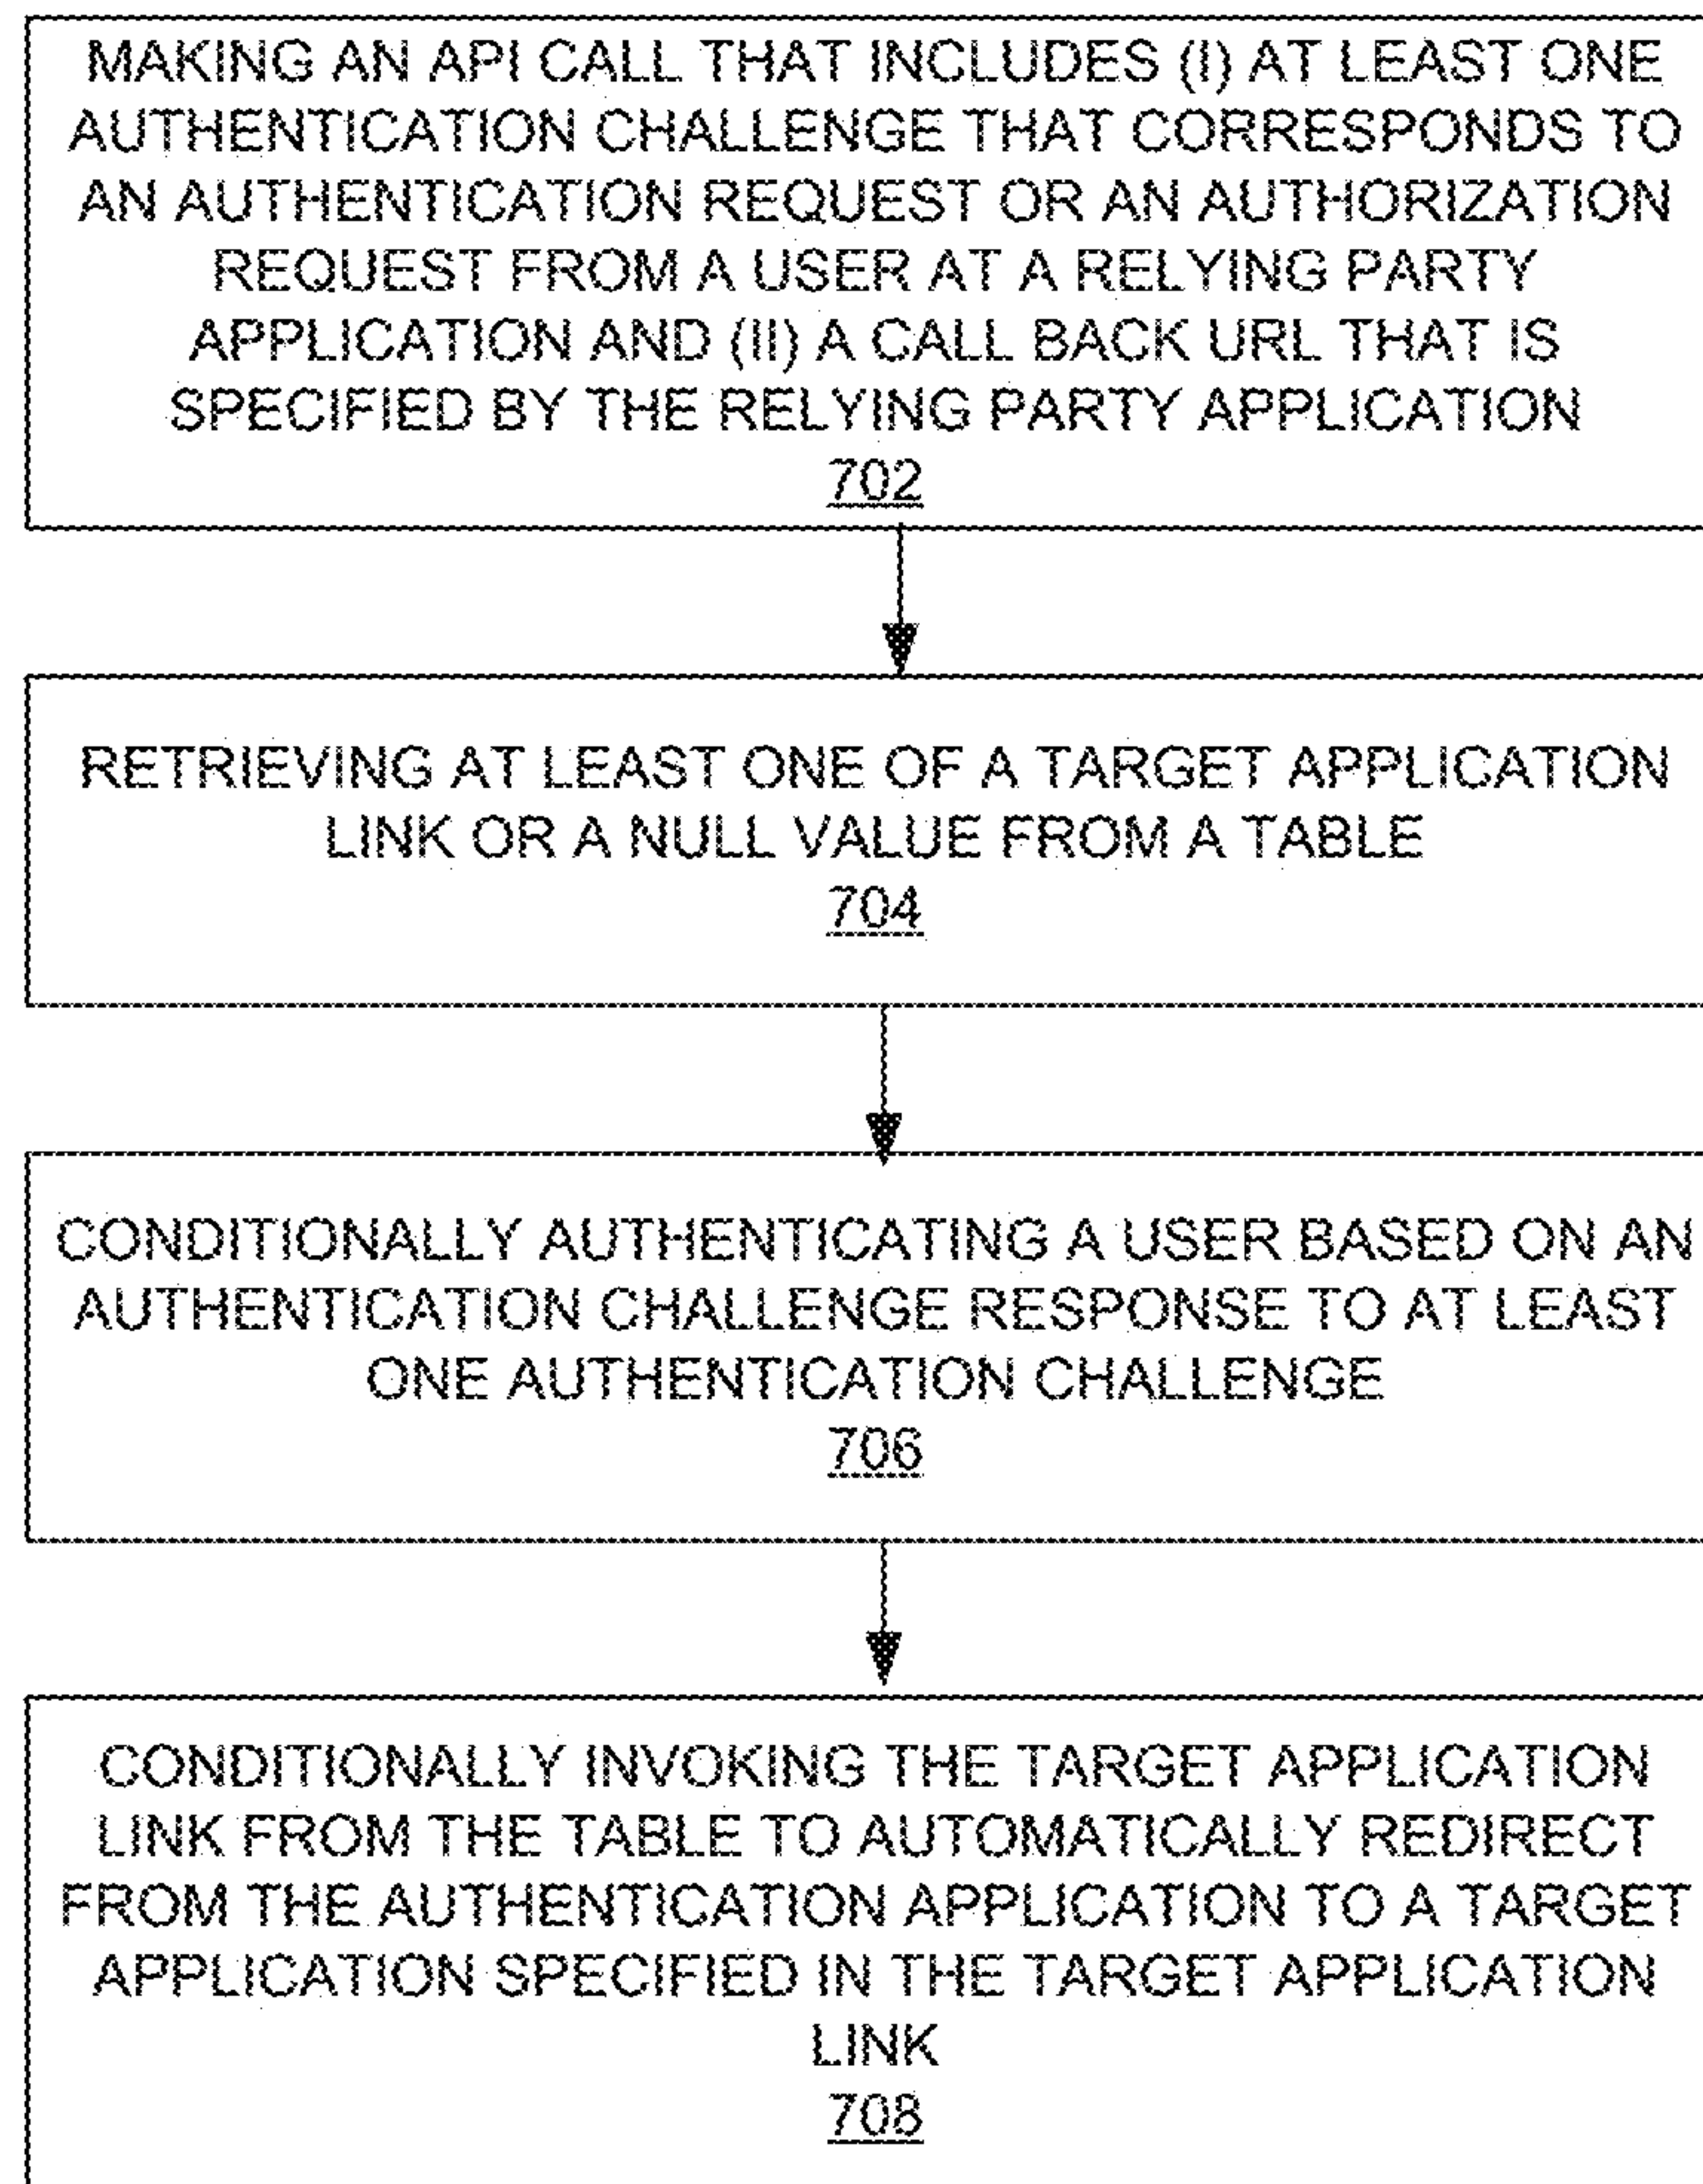 MAKING AN API CALL THAT INCLUDES (I) AT LEAST ONE
AUTHENTICATION CHALLENGE THAT CORRESPONDS TO
AN AUTHENTICATION REQUEST OR AN AUTHORIZATION
REQUEST FROM A USER AT A RELYING PARTY
APPLICATION AND (II) A CALL BACK URL THAT IS
SPECIFIED BY THE RELYING PARTY APPLICATION
702
RETRIEVING AT LEAST ONE OF A TARGET APPLICATION
LINK OR A NULL VALUE FROM A TABLE
704
CONDITIONALLY AUTHENTICATING A USER BASED ON AN
AUTHENTICATION CHALLENGE RESPONSE TO AT LEAST
ONE AUTHENTICATION CHALLENGE
706
CONDITIONALLY INVOKING THE TARGET APPLICATION
LINK FROM THE TABLE TO AUTOMATICALLY REDIRECT
FROM THE AUTHENTICATION APPLICATION TO A TARGET
APPLICATION SPECIFIED IN THE TARGET APPLICATION
LINK
708